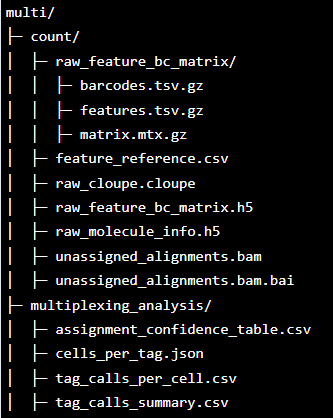 multi/
├─ count/
│  ├─ raw_feature_bc_matrix/
│  │  ├─ barcodes.tsv.gz
│  │  ├─ features.tsv.gz
│  │  ├─ matrix.mtx.gz
│  ├─ feature_reference.csv
│  ├─ raw_cloupe.cloupe
│  ├─ raw_feature_bc_matrix.h5
│  ├─ raw_molecule_info.h5
│  ├─ unassigned_alignments.bam
│  ├─ unassigned_alignments.bam.bai
├─ multiplexing_analysis/
│  ├─ assignment_confidence_table.csv
│  ├─ cells_per_tag.json
│  ├─ tag_calls_per_cell.csv
│  ├─ tag_calls_summary.csv